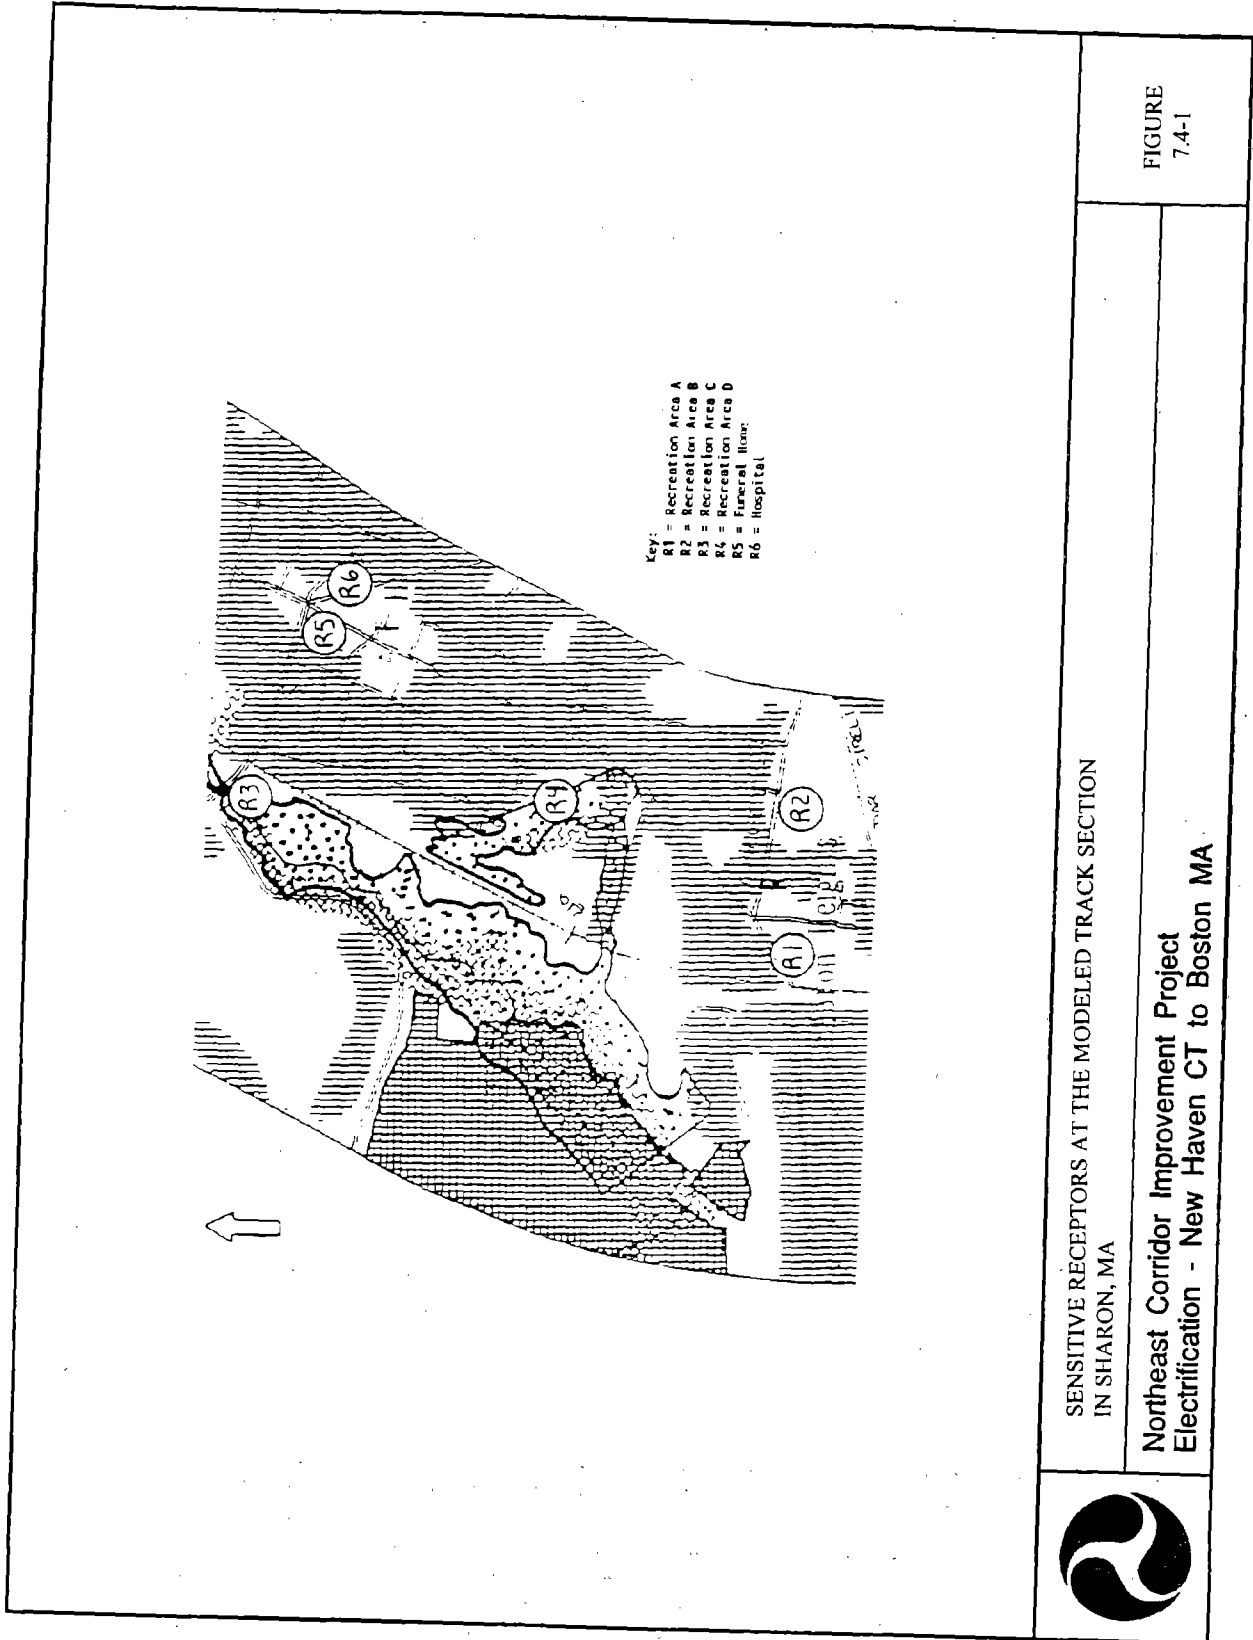 R6
R5
R3
R4
R2
R1
Key:
R1 = Recreation Area A
R2 = Recreation Area B
R3 = Recreation Area C
R4 = Recreation Area D
R5 = Funeral Home
R6 = Hospital
SENSITIVE RECEPTORS AT THE MODELED TRACK SECTION
IN SHARON, MA
Northeast Corridor Improvement Project
Electrification - New Haven CT to Boston MA
FIGURE
7.4-1